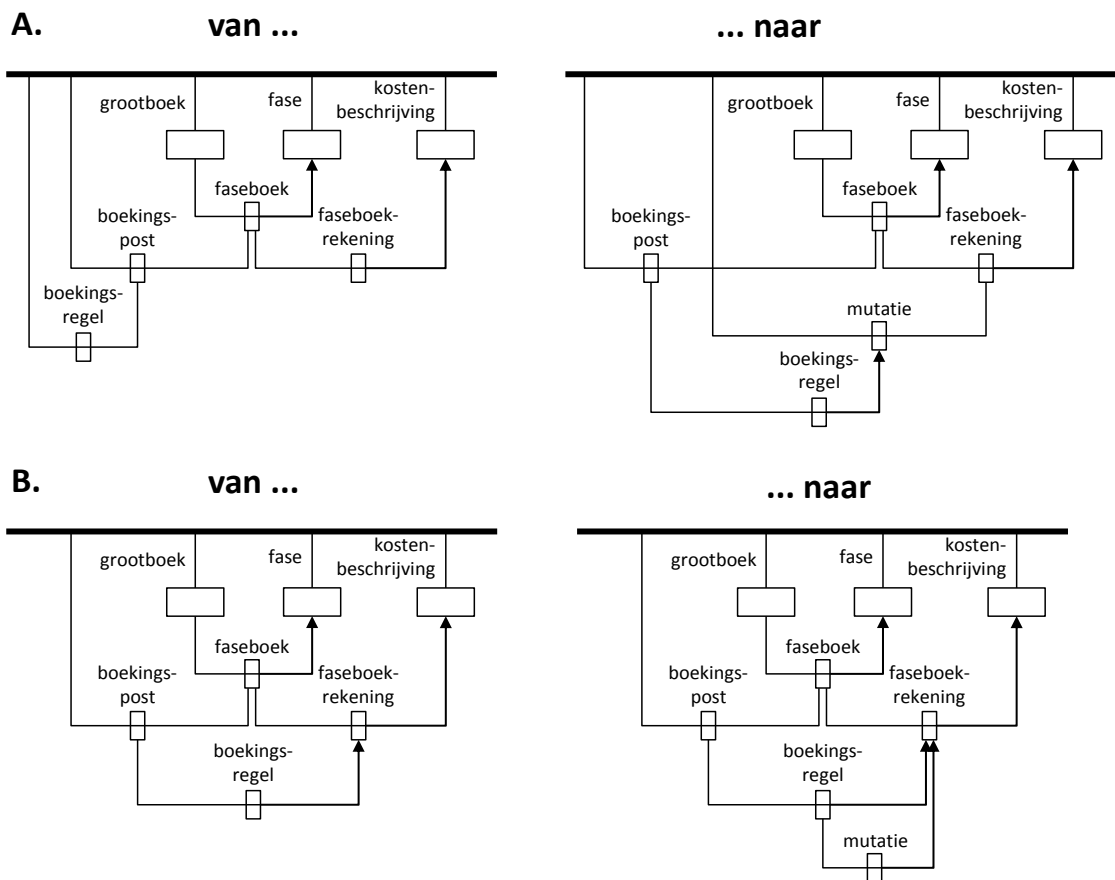 A.
van ...
... naar
grootboek
fase
kosten-
beschrijving
faseboek
boekings-
post
faseboek-
rekening
boekings-
regel
grootboek
fase
kosten-
beschrijving
faseboek
boekings-
post
faseboek-
rekening
mutatie
boekings-
regel
B.
van ...
... naar
grootboek
fase
kosten-
beschrijving
faseboek
boekings-
post
faseboek-
rekening
boekings-
regel
grootboek
fase
kosten-
beschrijving
faseboek
boekings-
post
faseboek-
rekening
boekings-
regel
mutatie